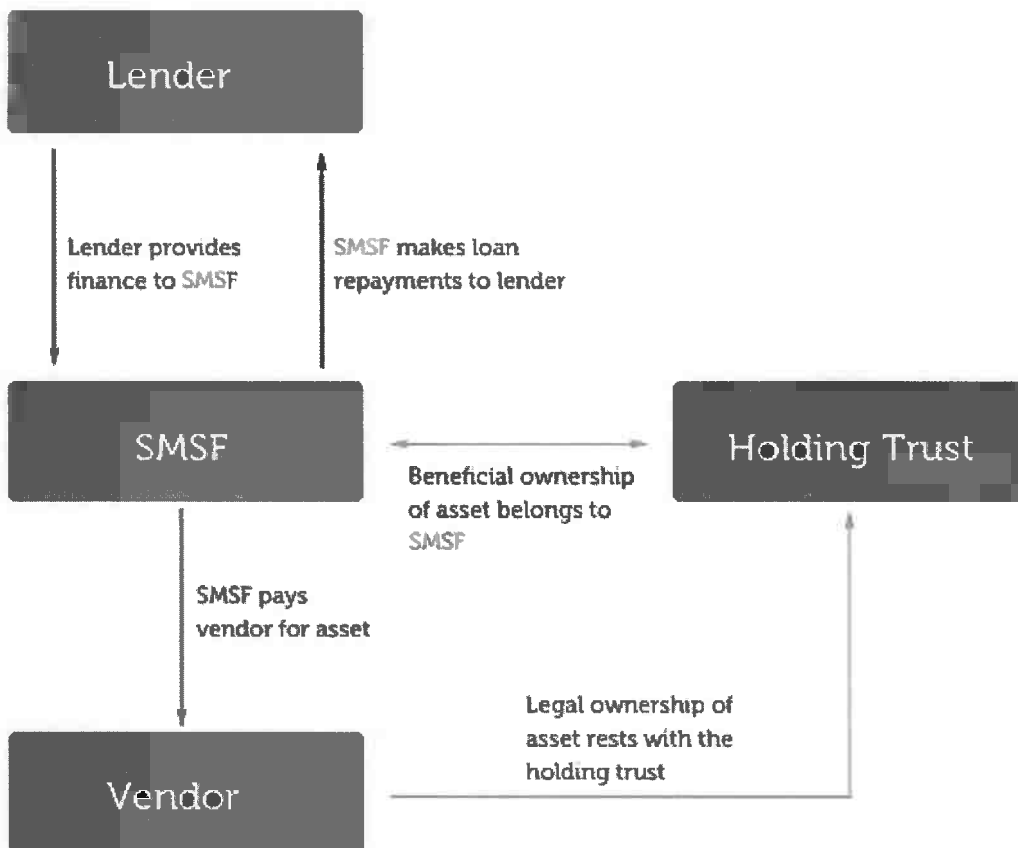 Lender
Lender provides
finance to SMSF
SMSF makes loan
repayments to lender
SMSF
Holding Trust
Beneficial ownership
of asset belongs to
SMSF
SMSF pays
vendor for asset
Legal ownership of
asset rests with the
holding trust
Vendor